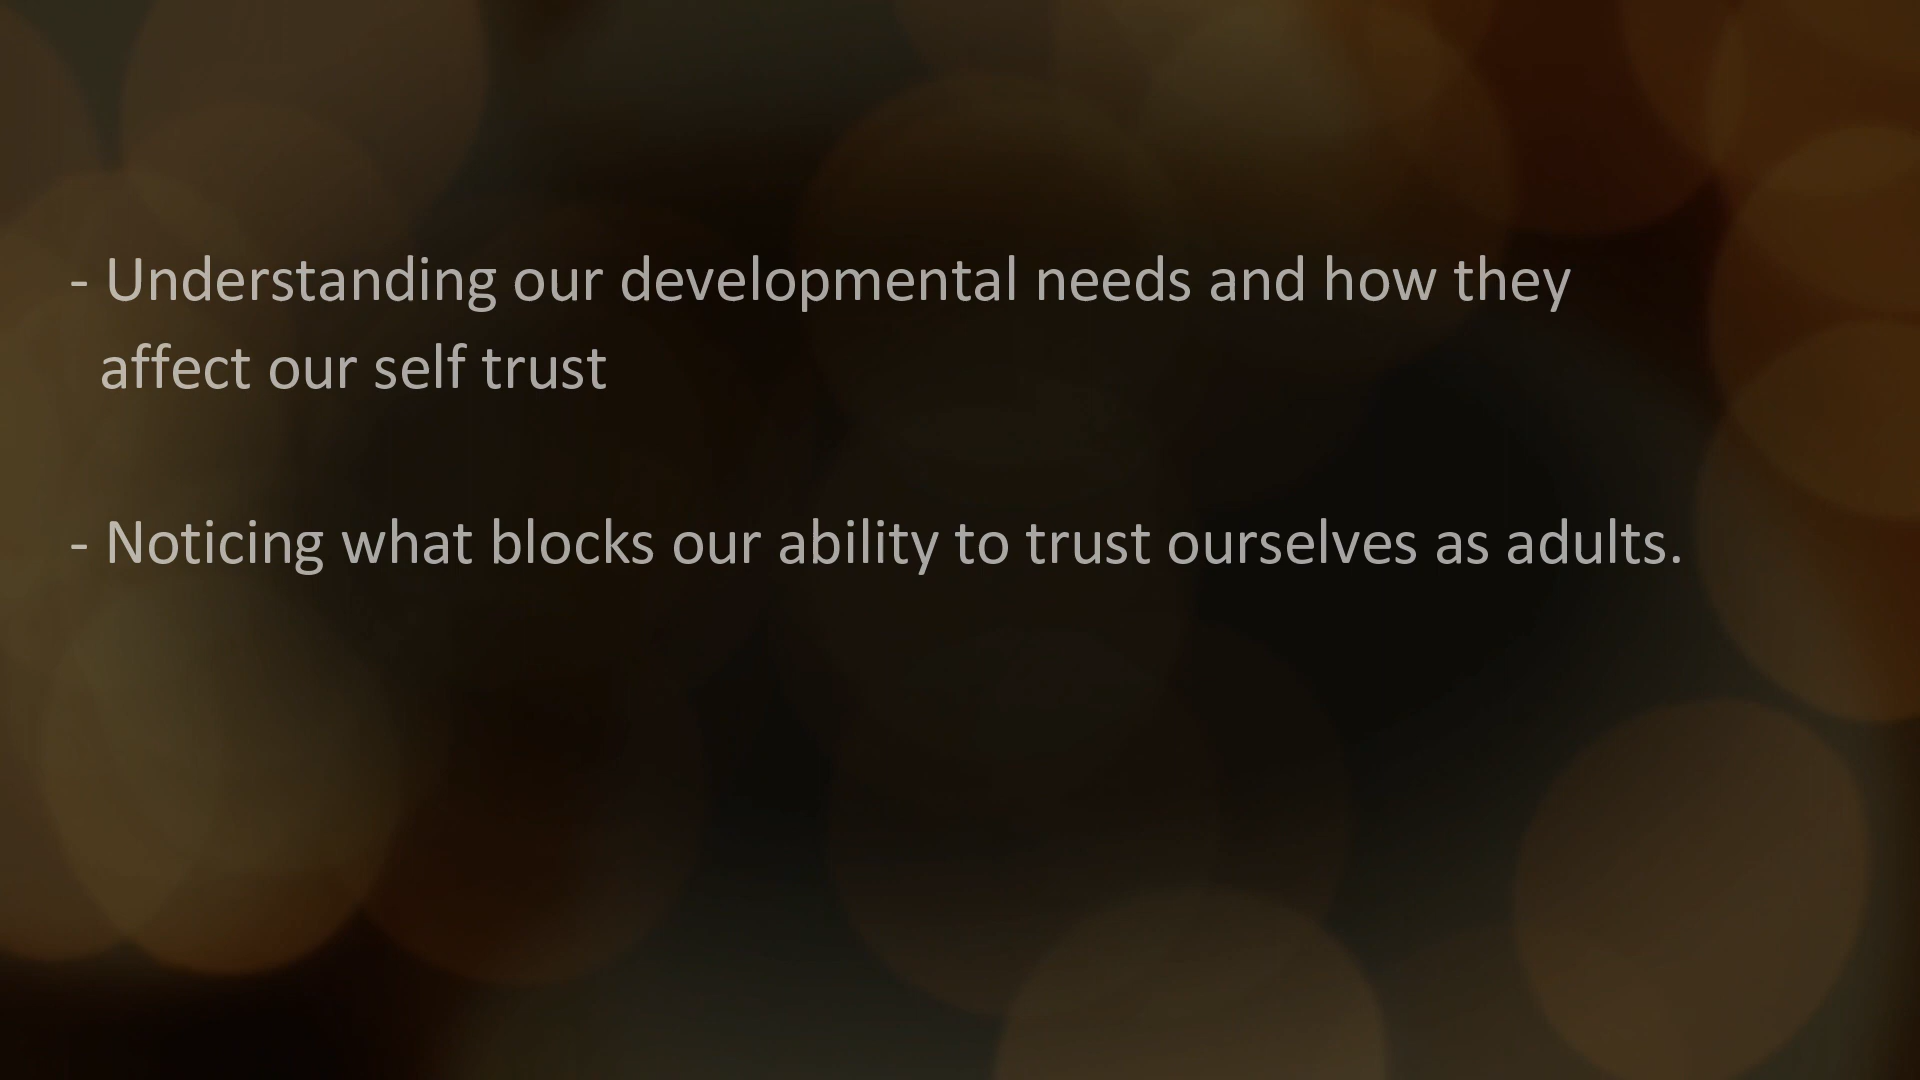 - Understanding our developmental needs and how they
affect our self trust
- Noticing what blocks our ability to trust ourselves as adults.